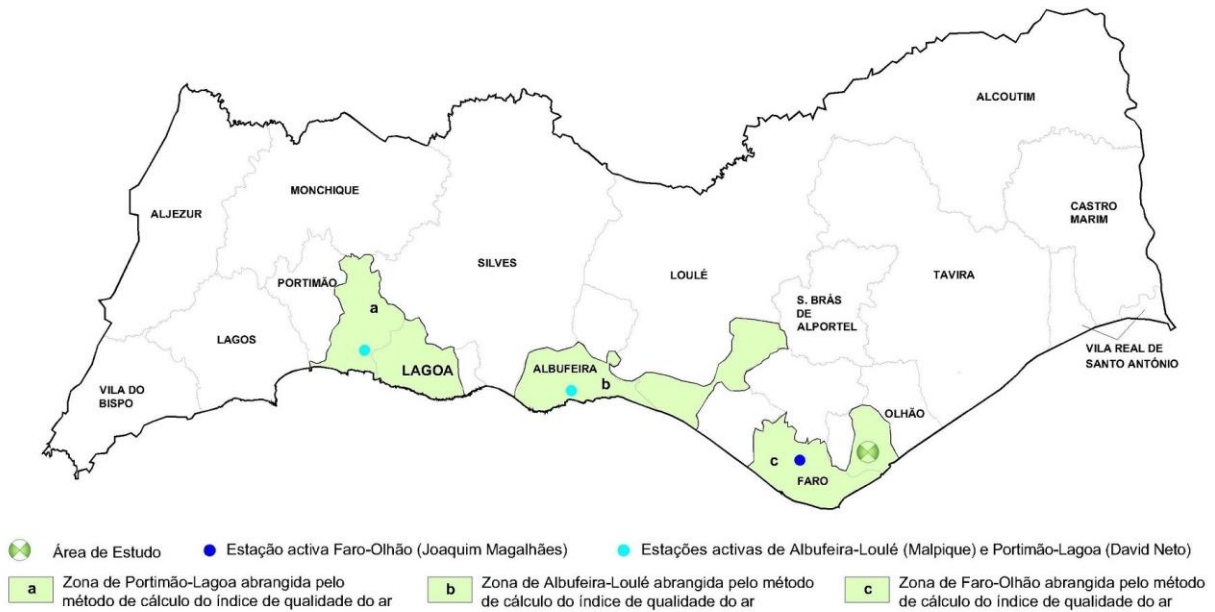 ALCOUTIM
MONCHIQUE
ALJEZUR
CASTRO
MARIM
SILVES
LOULÉ
TAVIRA
PORTIMÃO
S. BRÁS
DE
ALPORTEL
a
LAGOS
VILA REAL DE
SANTO ANTÓNIO
LAGOA
ALBUFEIRA
b
VILA DO
BISPO
OLHÃO
c
FARO
Área de Estudo
Estação activa Faro-Olhão (Joaquim Magalhães)
Estações activas de Albufeira-Loulé (Malpique) e Portimão-Lagoa (David Neto)
a Zona de Portimão-Lagoa abrangida pelo
método de cálculo do índice de qualidade do ar
b Zona de Albufeira-Loulé abrangida pelo método
de cálculo do índice de qualidade do ar
c Zona de Faro-Olhão abrangida pelo método
de cálculo do índice de qualidade do ar